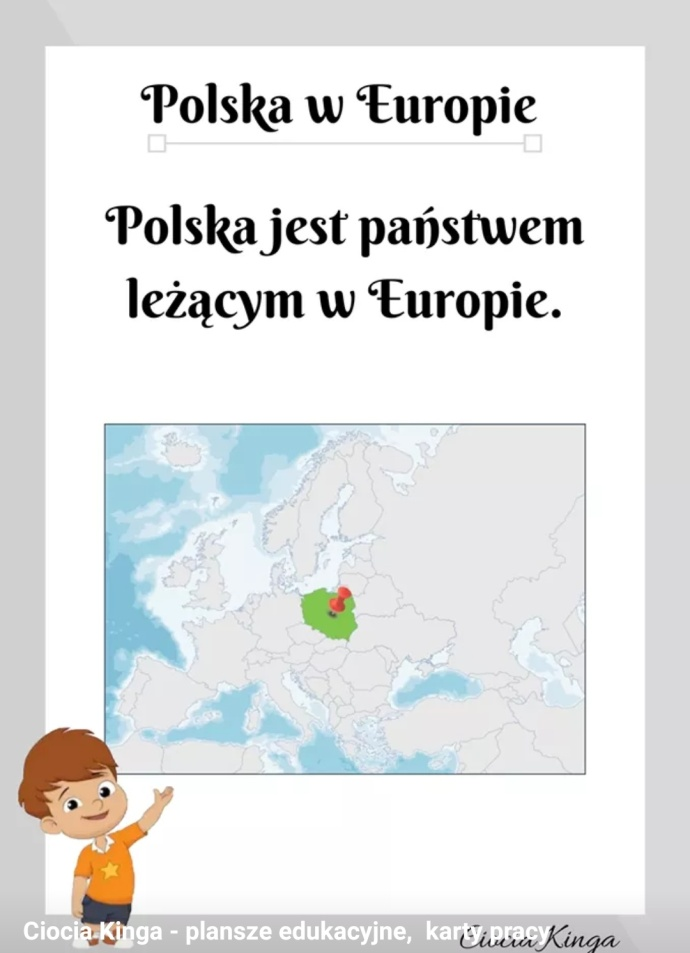 Polska w Europie
Polska jest państwem
leżącym w Europie.
Ciocia Kinga - plansze edukacyjne, karty pracy
Ciocia Kinga